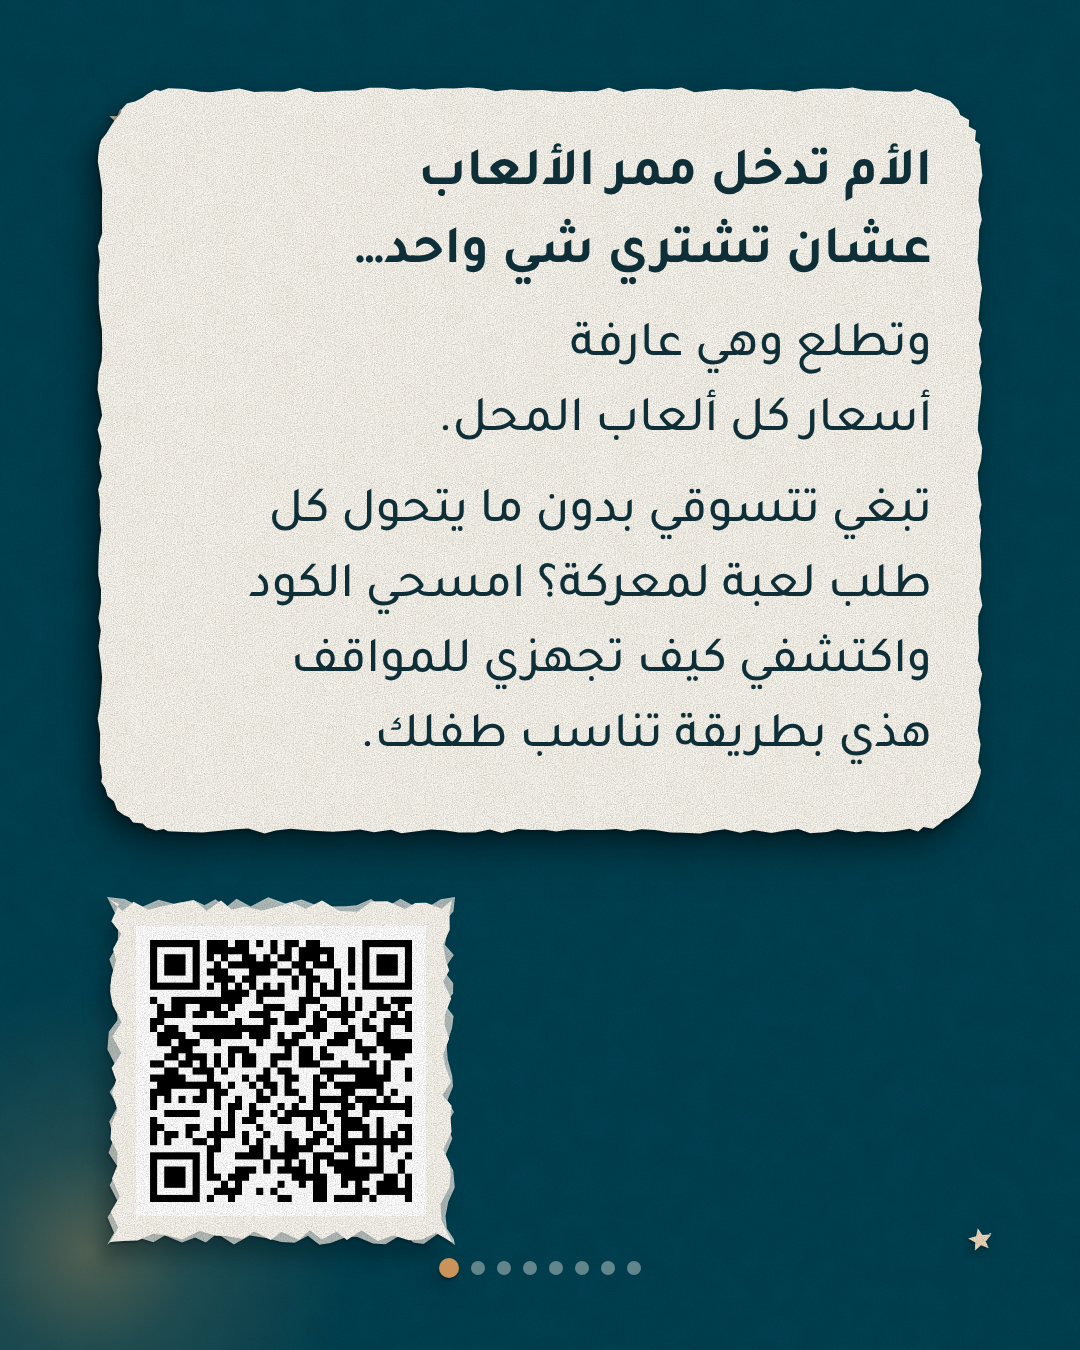 الأم تدخل ممر الألعاب
عشان تشتري شي واحد...
وتطلع وهي عارفة
أسعار كل ألعاب المحل.
تبغي تتسوقي بدون ما يتحول كل
طلب لعبة لمعركة؟ امسحي الكود
واكتشفي كيف تجهزي للمواقف
هذي بطريقة تناسب طفلك.